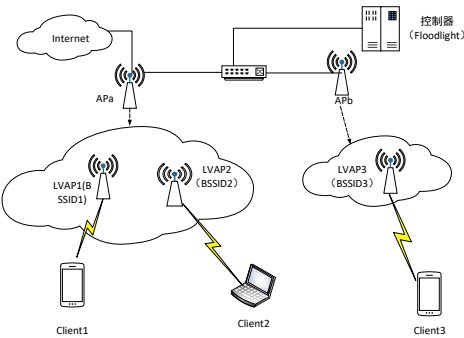 Internet
控制器
（Floodlight）
APa
APb
LVAP1(B
SSID1)
LVAP2
（BSSID2）
LVAP3
（BSSID3）
Client1
Client2
Client3